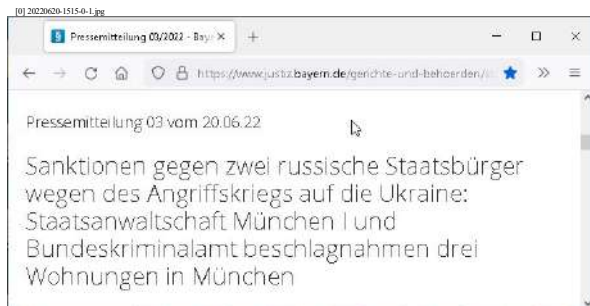 [0] 20220620-1515-0-1.jpg
Pressemitteilung 03/2022 - Bay
https://www.justiz.bayern.de/gerichte-und-behoerden/
Pressemitteilung 03 vom 20.06.22
Sanktionen gegen zwei russische Staatsbürger
wegen des Angriffskriegs auf die Ukraine:
Staatsanwaltschaft München I und
Bundeskriminalamt beschlagnahmen drei
Wohnungen in München